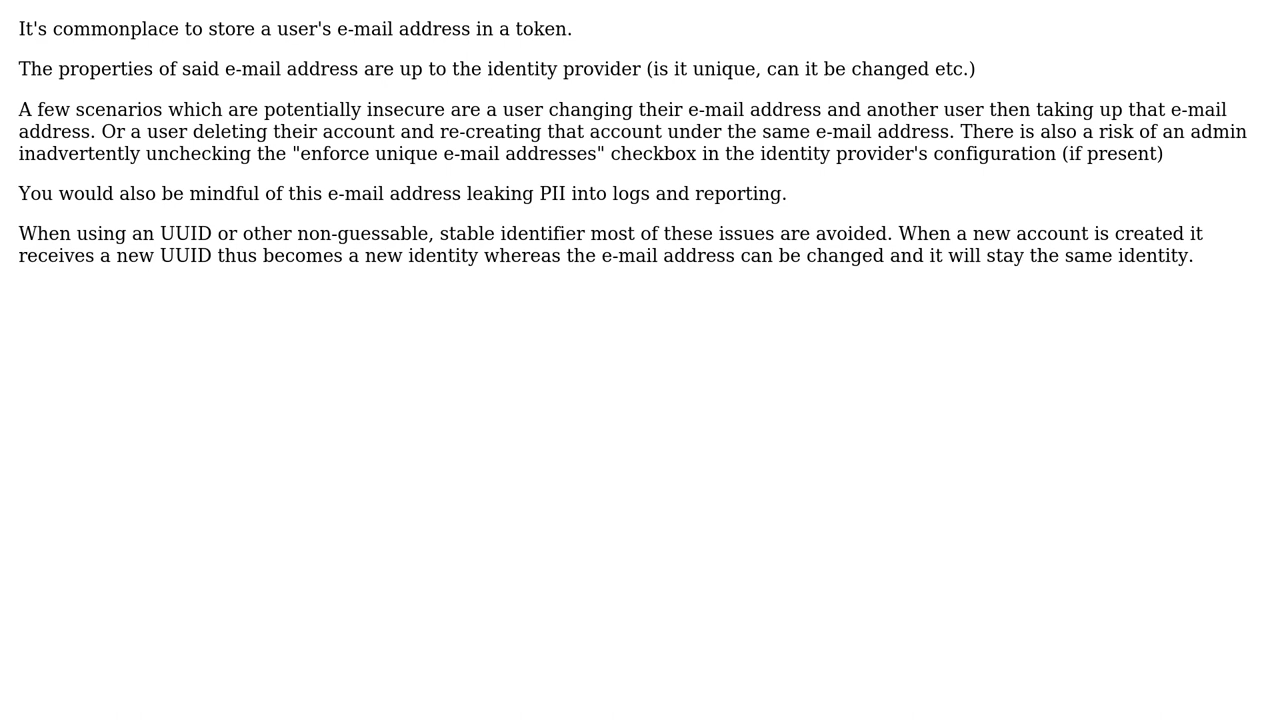 It's commonplace to store a user's e-mail address in a token.
The properties of said e-mail address are up to the identity provider (is it unique, can it be changed etc.)
A few scenarios which are potentially insecure are a user changing their e-mail address and another user then taking up that e-mail
address. Or a user deleting their account and re-creating that account under the same e-mail address. There is also a risk of an admin
inadvertently unchecking the "enforce unique e-mail addresses" checkbox in the identity provider's configuration (if present)
You would also be mindful of this e-mail address leaking PII into logs and reporting.
When using an UUID or other non-guessable, stable identifier most of these issues are avoided. When a new account is created it
receives a new UUID thus becomes a new identity whereas the e-mail address can be changed and it will stay the same identity.